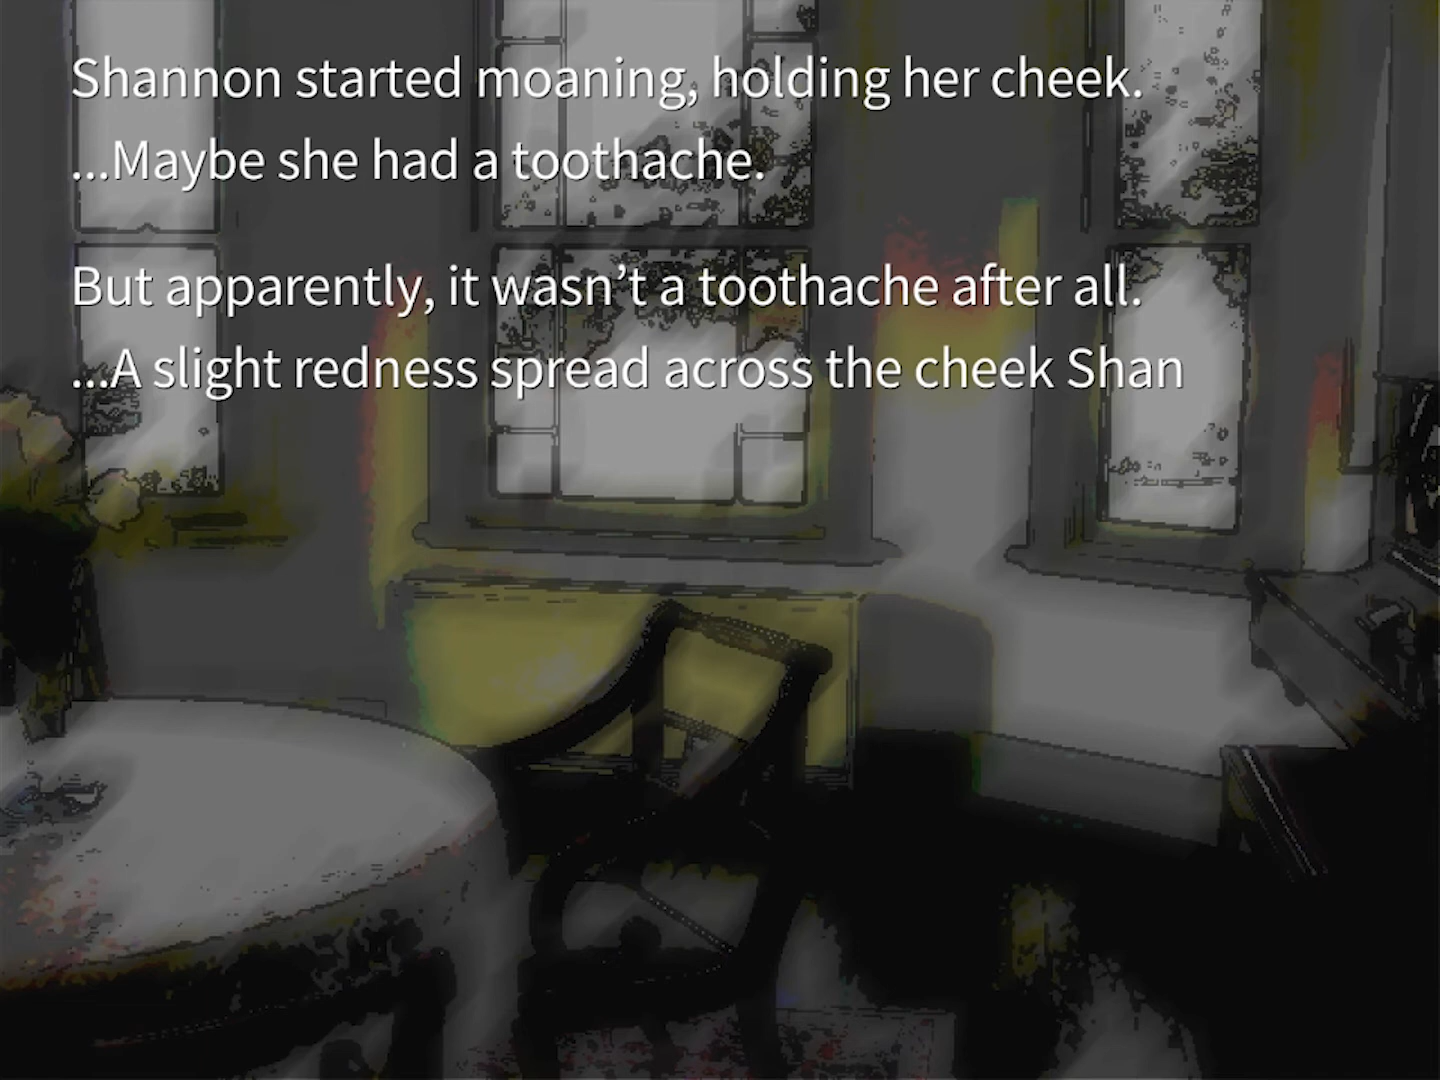 Shannon started moaning, holding her cheek.
...Maybe she had a toothache.
But apparently, it wasn’t a toothache after all.
...A slight redness spread across the cheek Shan